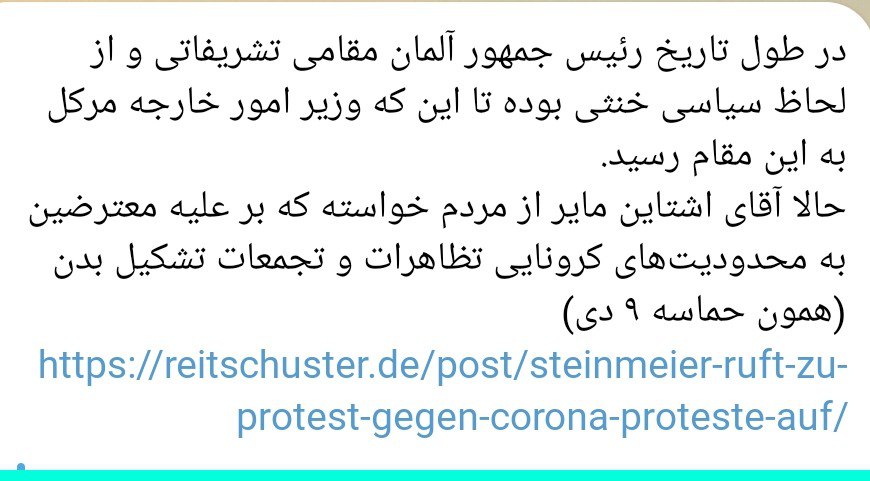 در طول تاریخ رئیس جمهور آلمان مقامی تشریفاتی و از
لحاظ سیاسی خنثی بوده تا این که وزیر امور خارجه مرکل
به این مقام رسید.
حالا آقای اشتاین مایر از مردم خواسته که بر علیه معترضین
به محدودیت‌های کرونایی تظاهرات و تجمعات تشکیل بدن
(همون حماسه ۹ دی)
https://reitschuster.de/post/steinmeier-ruft-zu-
protest-gegen-corona-proteste-auf/